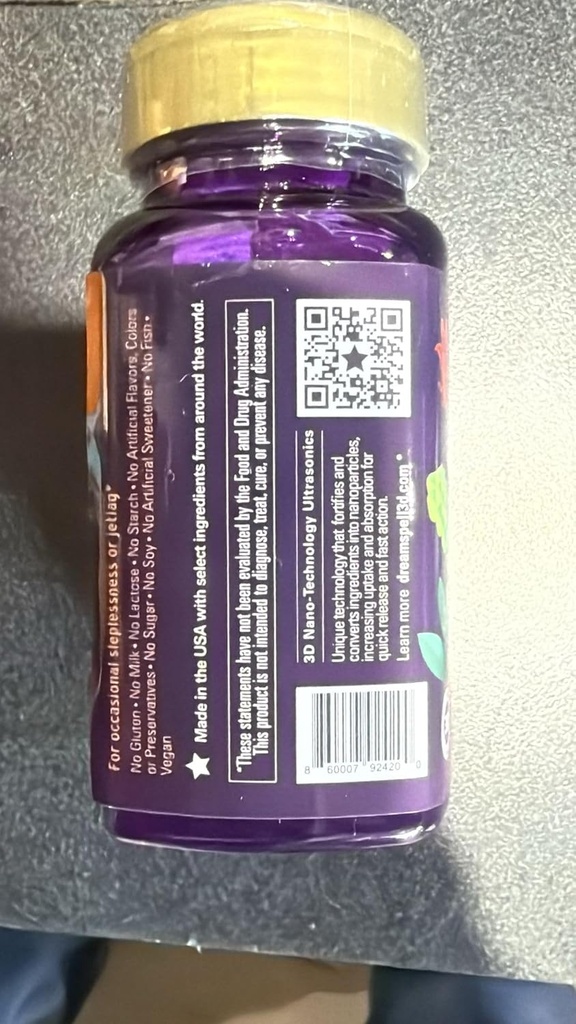 For occasional sleplessness or jetlag*
No Gluton • No Milk • No Lactose • No Starch • No Artificial Flavors, Colors
or Preservatives • No Sugar • No Soy • No Artificial Sweetener • No Fish •
Vegan
Made in the USA with select ingredients from around the world.
*These statements have not been evaluated by the Food and Drug Administration.
This product is not intended to diagnose, treat, cure, or prevent any disease.
3D Nano-Technology Ultrasonics
Unique technology that fortifies and
converts ingredients into nanoparticles,
increasing uptake and absorption for
quick release and fast action.
Learn more dreamspell3d.com *
8 60007 92420 0